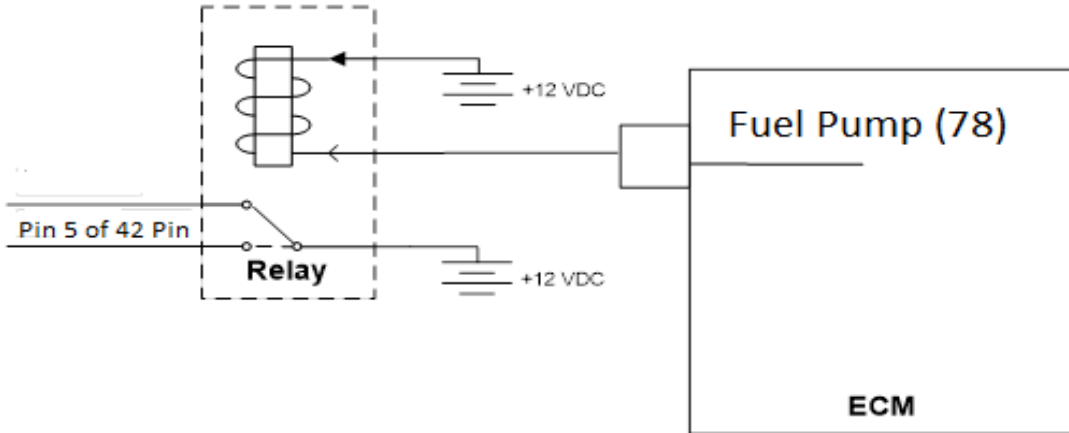 +12 VDC
Fuel Pump (78)
Pin 5 of 42 Pin
Relay
+12 VDC
ECM